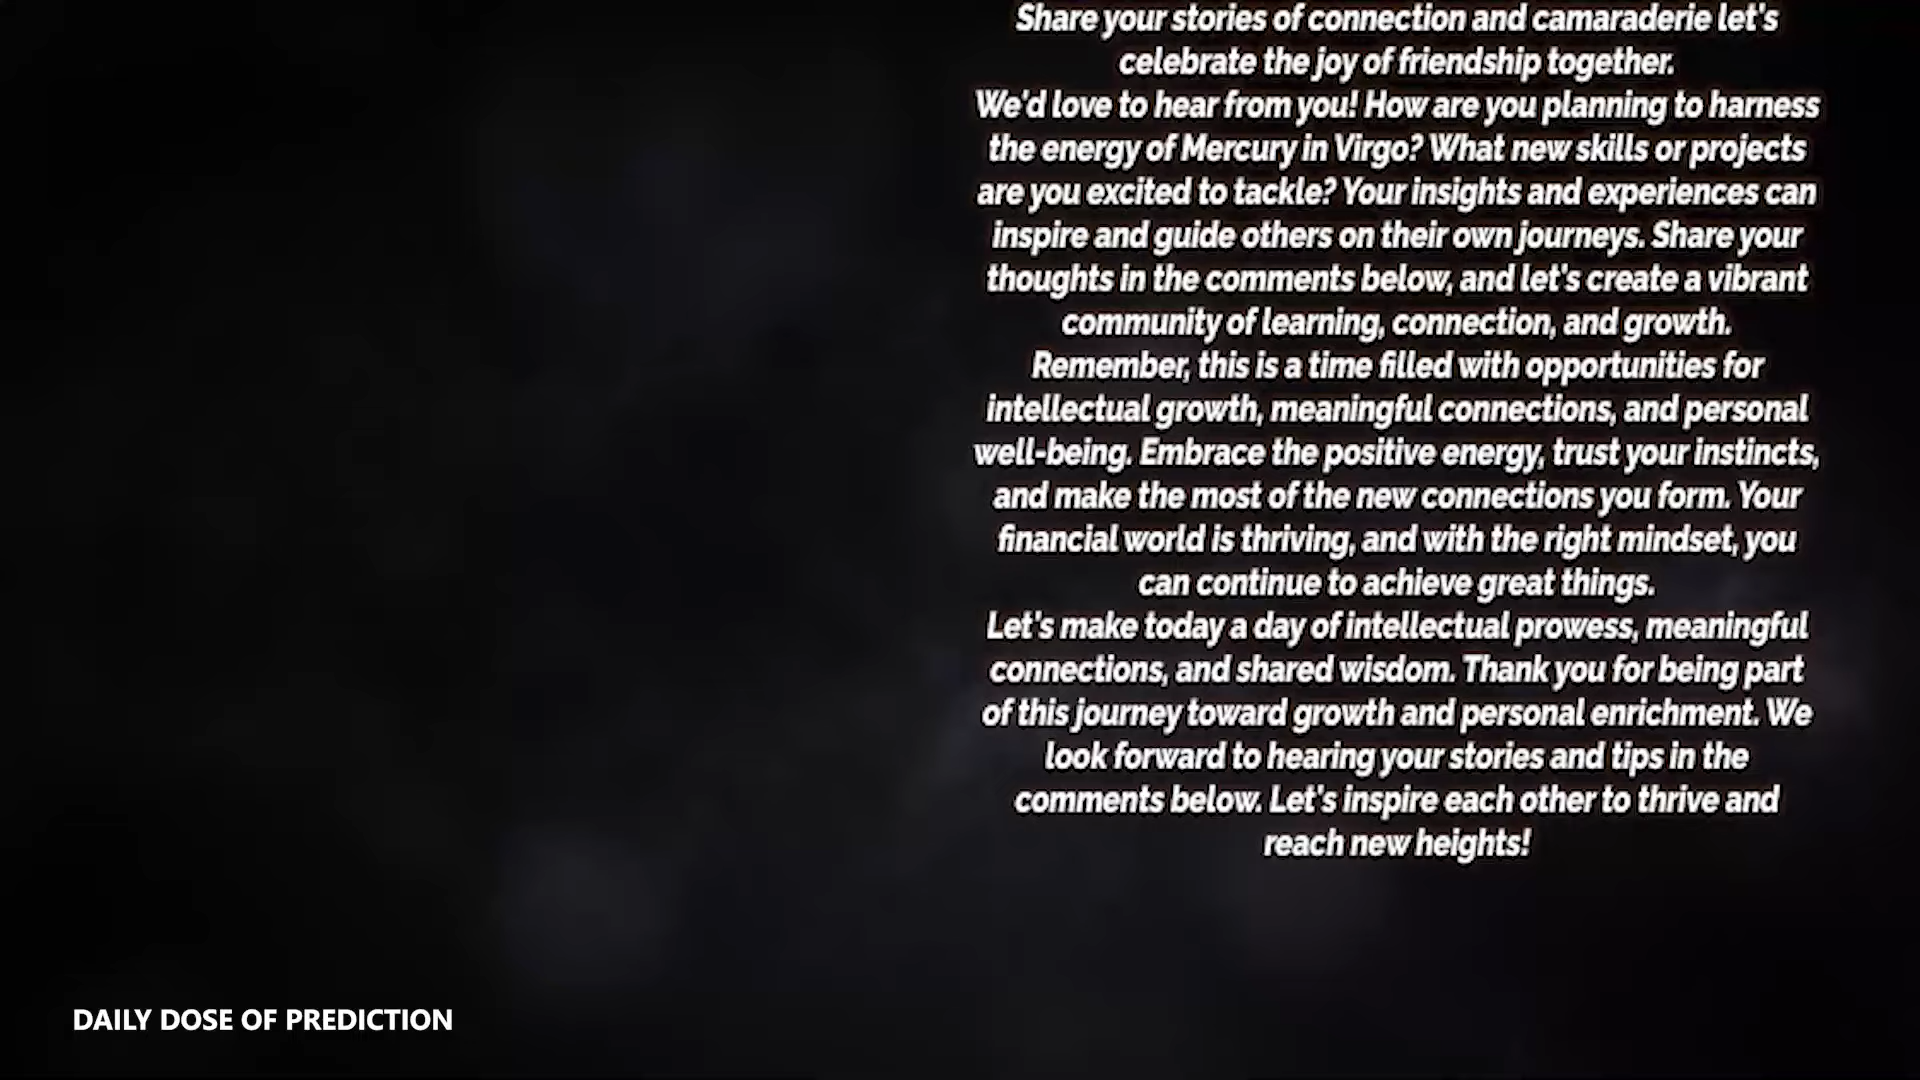 Share your stories of connection and camaraderie let's
celebrate the joy of friendship together.
We'd love to hear from you! How are you planning to harness
the energy of Mercury in Virgo? What new skills or projects
are you excited to tackle? Your insights and experiences can
inspire and guide others on their own journeys. Share your
thoughts in the comments below, and let's create a vibrant
community of learning, connection, and growth.
Remember, this is a time filled with opportunities for
intellectual growth, meaningful connections, and personal
well-being. Embrace the positive energy, trust your instincts,
and make the most of the new connections you form. Your
financial world is thriving, and with the right mindset, you
can continue to achieve great things.
Let's make today a day of intellectual prowess, meaningful
connections, and shared wisdom. Thank you for being part
of this journey toward growth and personal enrichment. We
look forward to hearing your stories and tips in the
comments below. Let's inspire each other to thrive and
reach new heights!
DAILY DOSE OF PREDICTION